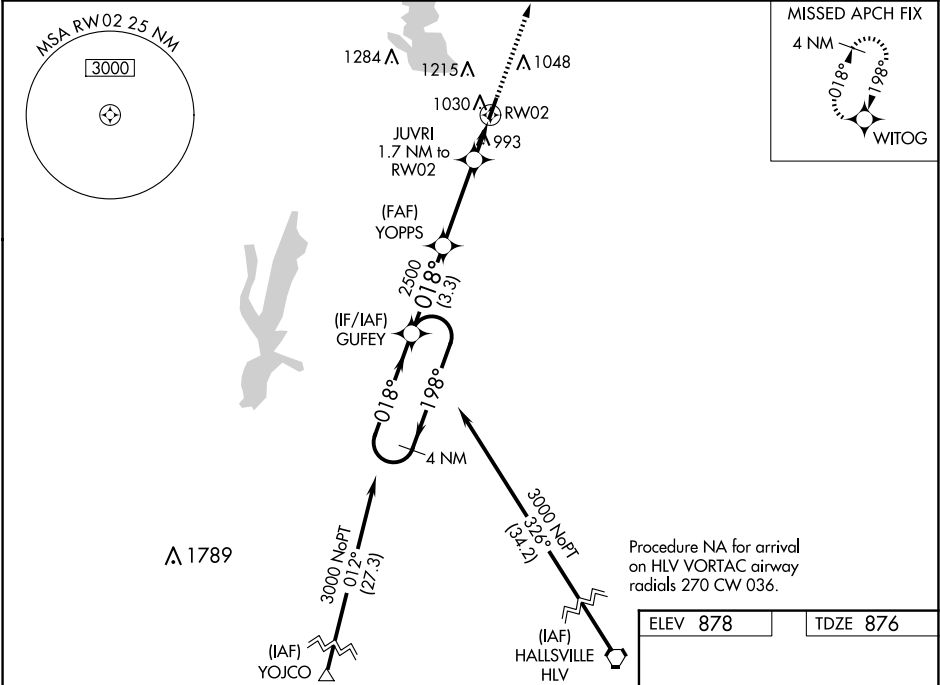 MSA RW02 25 NM
3000
1284
1215
1048
1030
RW02
993
JUVRI
1.7 NM to
RW02
(FAF)
YOPPS
2500
018°
(3.3)
(IF/IAF)
GUFEY
018°
198°
4 NM
3000 NoPT
012°
(27.3)
3000 NoPT
326°
(34.2)
1789
(IAF)
YOJCO
(IAF)
HALLSVILLE
HLV
MISSED APCH FIX
4 NM
018°
198°
WITOG
Procedure NA for arrival
on HLV VORTAC airway
radials 270 CW 036.
ELEV 878
TDZE 876